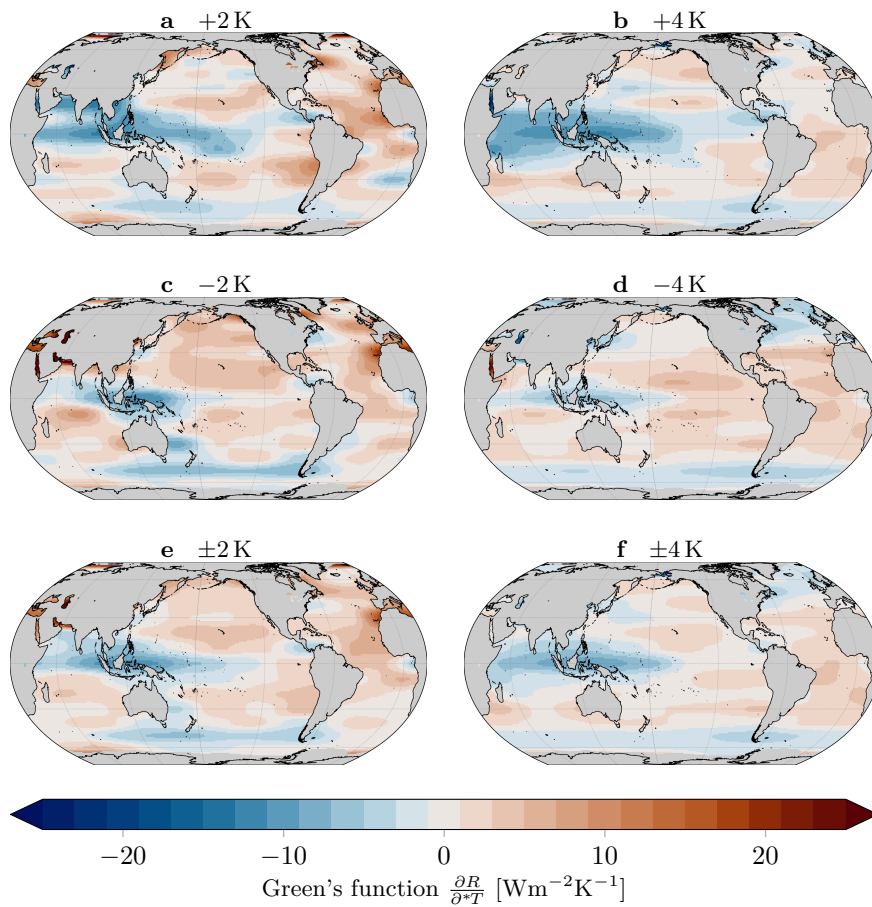 a +2 K
b +4 K
c −2 K
d −4 K
e ±2 K
f ±4 K
−20 −10 0 10 20
Green's function ∂R/∂*T [Wm⁻²K⁻¹]